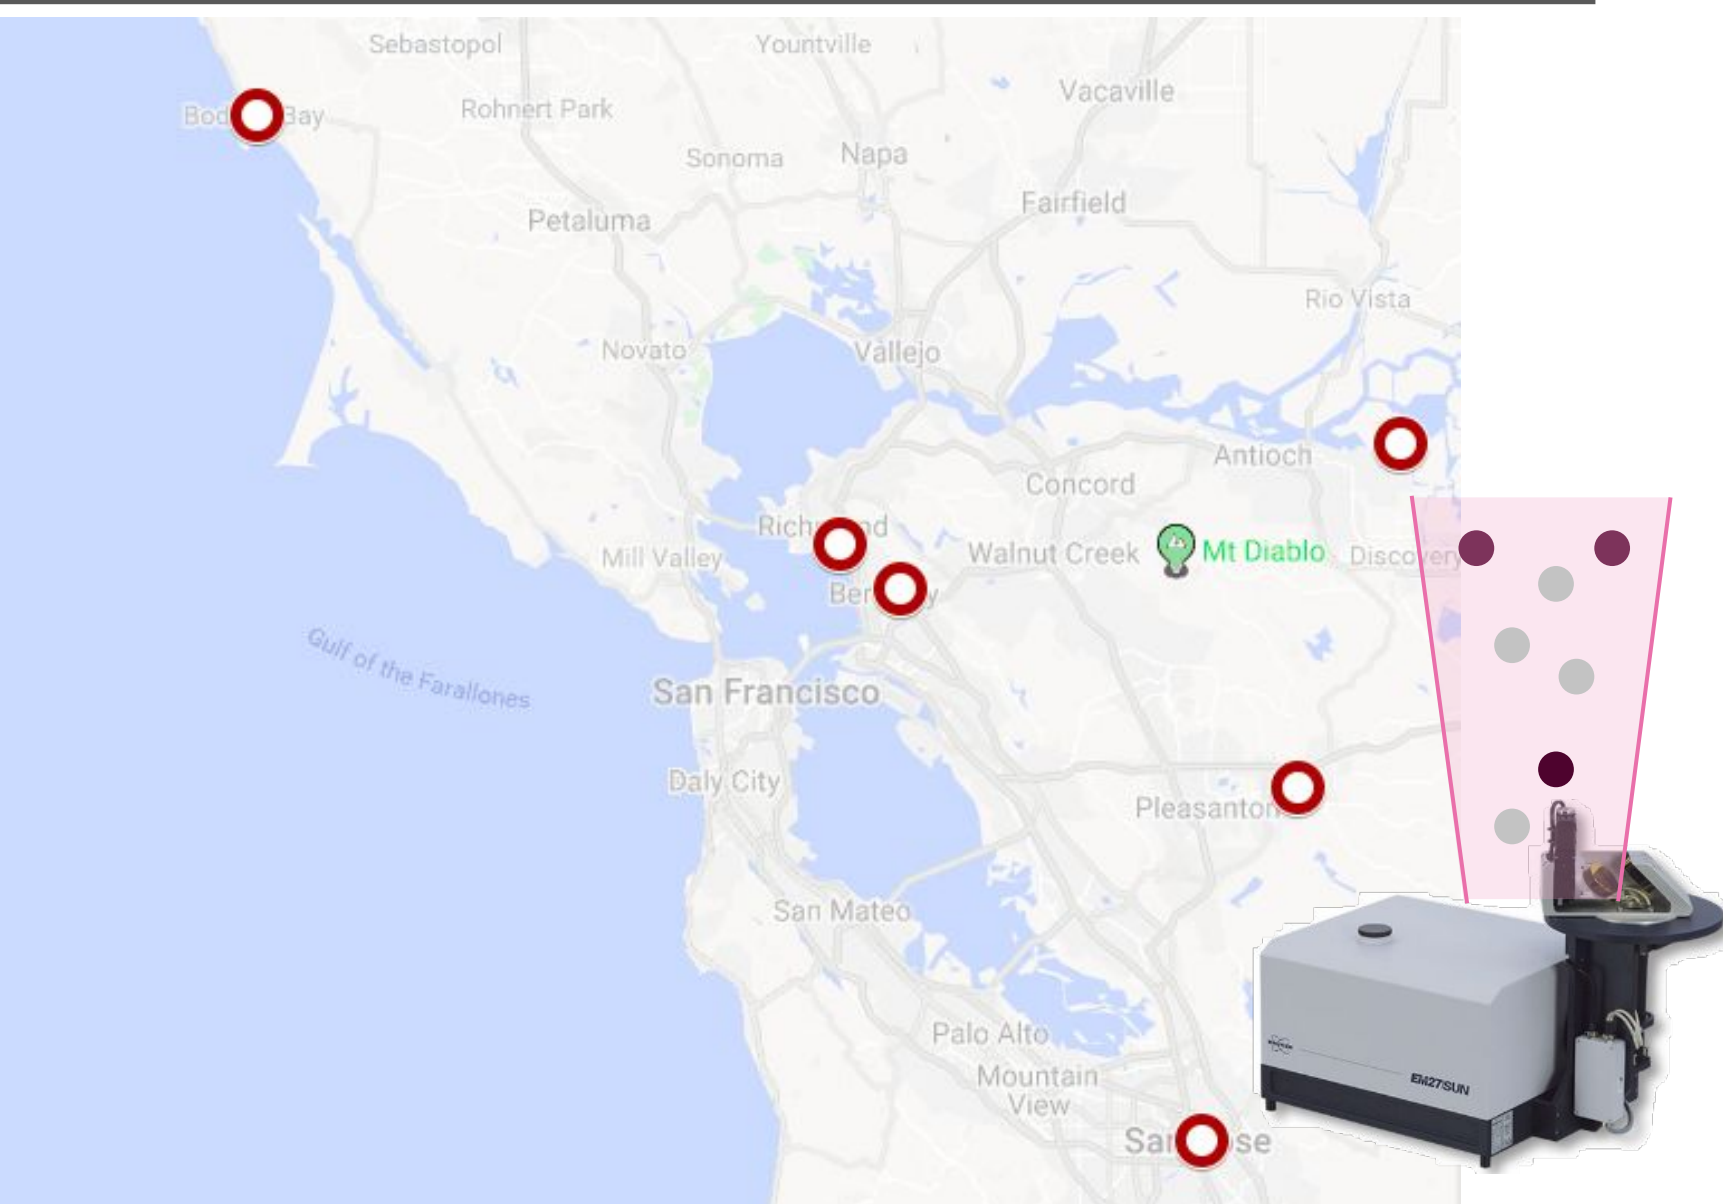 Sebastopol
Yountville
Vacaville
Rohnert Park
Sonoma
Napa
Fairfield
Petaluma
Rio Vista
Novato
Vallejo
Antioch
Concord
Walnut Creek
Mt Diablo
Mill Valley
Gulf of the Farallones
San Francisco
Daly City
Pleasanton
San Mateo
Palo Alto
Mountain
View
EM27/SUN